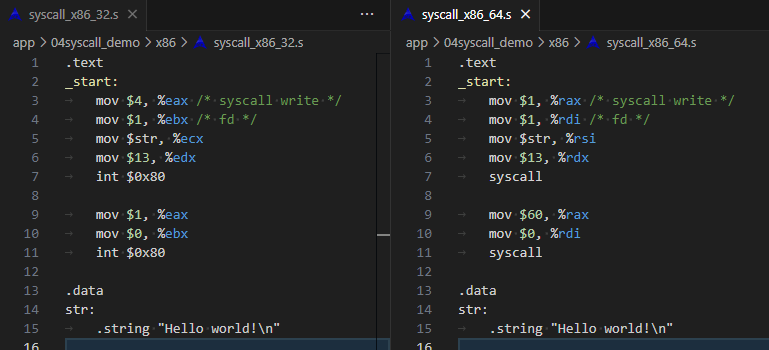 syscall_x86_32.s
app > 04syscall_demo > x86 > syscall_x86_32.s
1 .text
2 _start:
3 mov $4, %eax /* syscall write */
4 mov $1, %ebx /* fd */
5 mov $str, %ecx
6 mov $13, %edx
7 int $0x80
8
9 mov $1, %eax
10 mov $0, %ebx
11 int $0x80
12
13 .data
14 str:
15 .string "Hello world!\n"
16
syscall_x86_64.s
app > 04syscall_demo > x86 > syscall_x86_64.s
1 .text
2 _start:
3 mov $1, %rax /* syscall write */
4 mov $1, %rdi /* fd */
5 mov $str, %rsi
6 mov $13, %rdx
7 syscall
8
9 mov $60, %rax
10 mov $0, %rdi
11 syscall
12
13 .data
14 str:
15 .string "Hello world!\n"
16